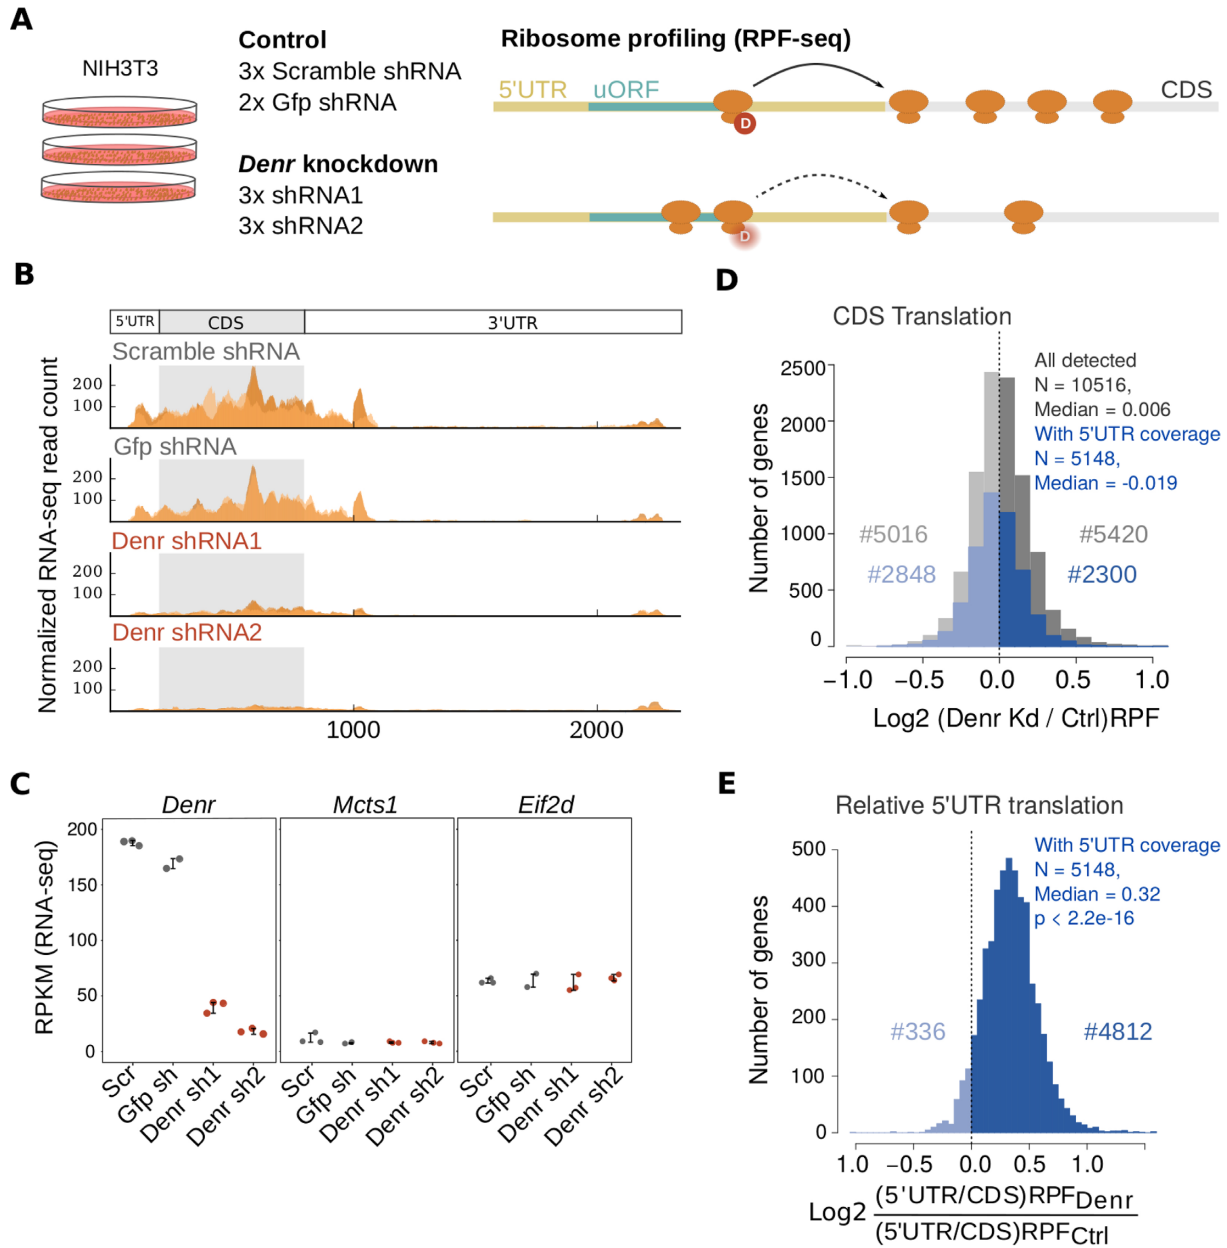 A
NIH3T3
Control
3x Scramble shRNA
2x Gfp shRNA
Denr knockdown
3x shRNA1
3x shRNA2
Ribosome profiling (RPF-seq)
5'UTR uORF CDS
D
D
B
5'UTR CDS 3'UTR
Normalized RNA-seq read count
Scramble shRNA
200
100
Gfp shRNA
200
100
Denr shRNA1
200
100
Denr shRNA2
200
100
1000 2000
C
Denr Mcts1 Eif2d
RPKM (RNA-seq)
200
150
100
50
0
Scr Gfp sh Denr sh1 Denr sh2
Scr Gfp sh Denr sh1 Denr sh2
Scr Gfp sh Denr sh1 Denr sh2
D
CDS Translation
Number of genes
2500
2000
1500
1000
500
0
All detected
N = 10516,
Median = 0.006
With 5'UTR coverage
N = 5148,
Median = -0.019
#5016 #5420
#2848 #2300
−1.0 −0.5 0.0 0.5 1.0
Log2 (Denr Kd / Ctrl)RPF
E
Relative 5'UTR translation
Number of genes
500
400
300
200
100
0
With 5'UTR coverage
N = 5148,
Median = 0.32
p < 2.2e-16
#336 #4812
1.0 −0.5 0.0 0.5 1.0
Log2 (5'UTR/CDS)RPFDenr
(5'UTR/CDS)RPFCtrl